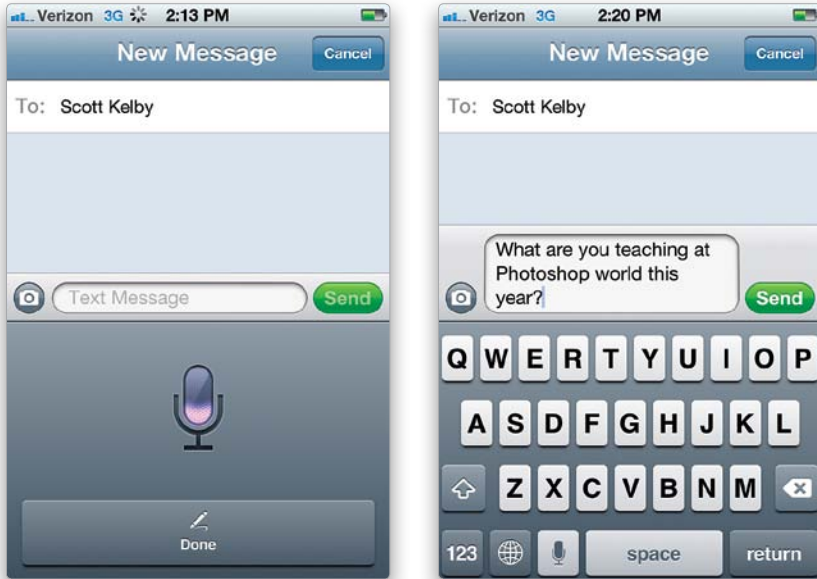 Verizon 3G 2:13 PM
New Message Cancel
To: Scott Kelby
Text Message Send
Done
Verizon 3G 2:20 PM
New Message Cancel
To: Scott Kelby
What are you teaching at
Photoshop world this
year?
Send
Q W E R T Y U I O P
A S D F G H J K L
Z X C V B N M
123 space return